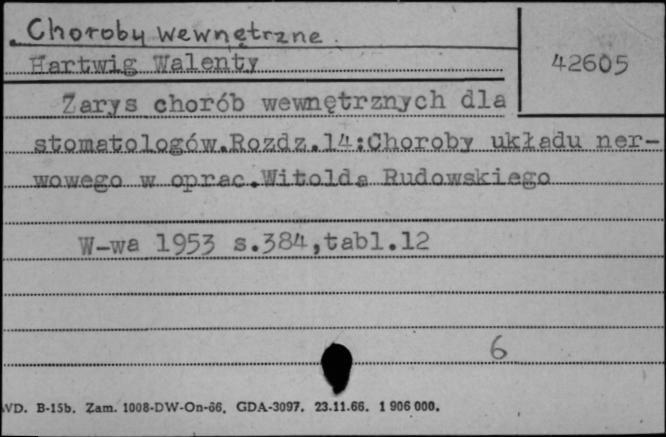 Choroby wewnętrzne
Hartwig Walenty
42605
Zarys chorób wewnętrznych dla
stomatologów.Rozdz.14:Choroby układu ner-
wowego w oprac.Witolda Rudowskiego
W-wa 1953 s.384,tabl.12
6
WD. B-15b. Zam. 1008-DW-On-66. GDA-3097. 23.11.66. 1 906 000.